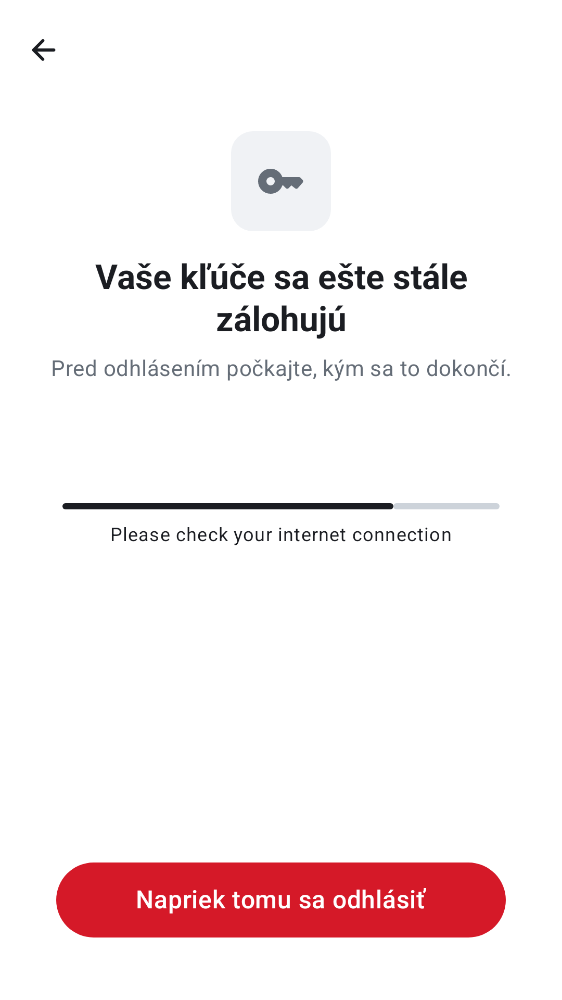 Vaše kľúče sa ešte stále
zálohujú
Pred odhlásením počkajte, kým sa to dokončí.
Please check your internet connection
Napriek tomu sa odhlásiť